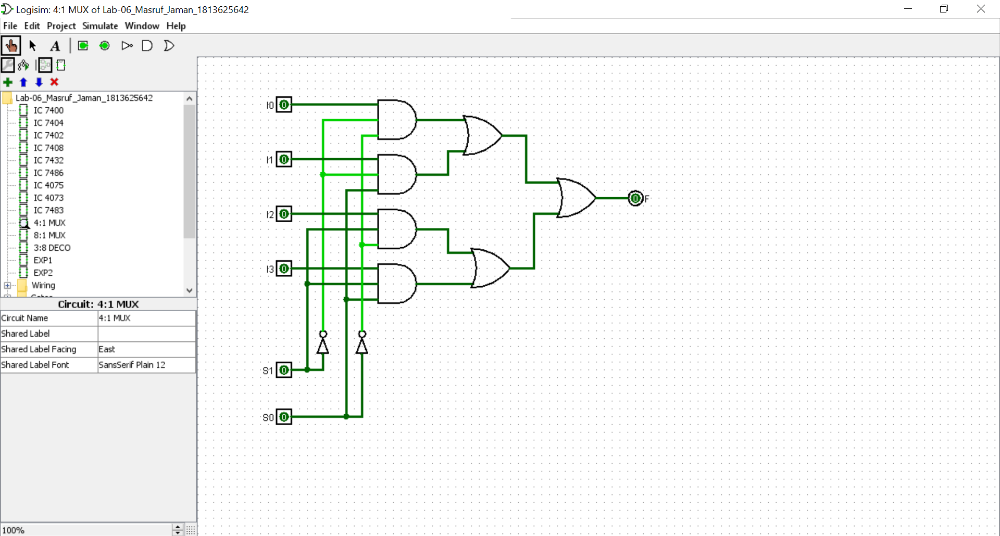 Logisim: 4:1 MUX of Lab-06_Masruf_Jaman_1813625642
File Edit Project Simulate Window Help
A
Lab-06_Masruf_Jaman_1813625642
IC 7400
IC 7404
IC 7402
IC 7408
IC 7432
IC 7486
IC 4075
IC 4073
IC 7483
4:1 MUX
8:1 MUX
3:8 DECO
EXP1
EXP2
Wiring
Circuit: 4:1 MUX
Circuit Name 4:1 MUX
Shared Label
Shared Label Facing East
Shared Label Font SansSerif Plain 12
100%
I0 0
I1 0
I2 0
I3 0
S1 0
S0 0
0 F